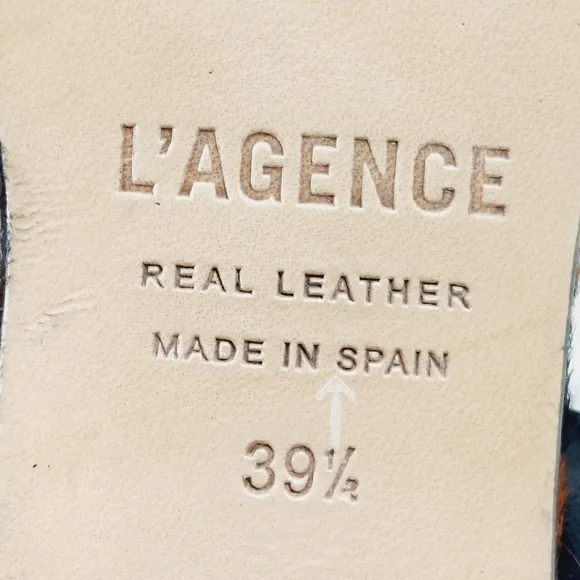 L'AGENCE
REAL LEATHER
MADE IN SPAIN
39½